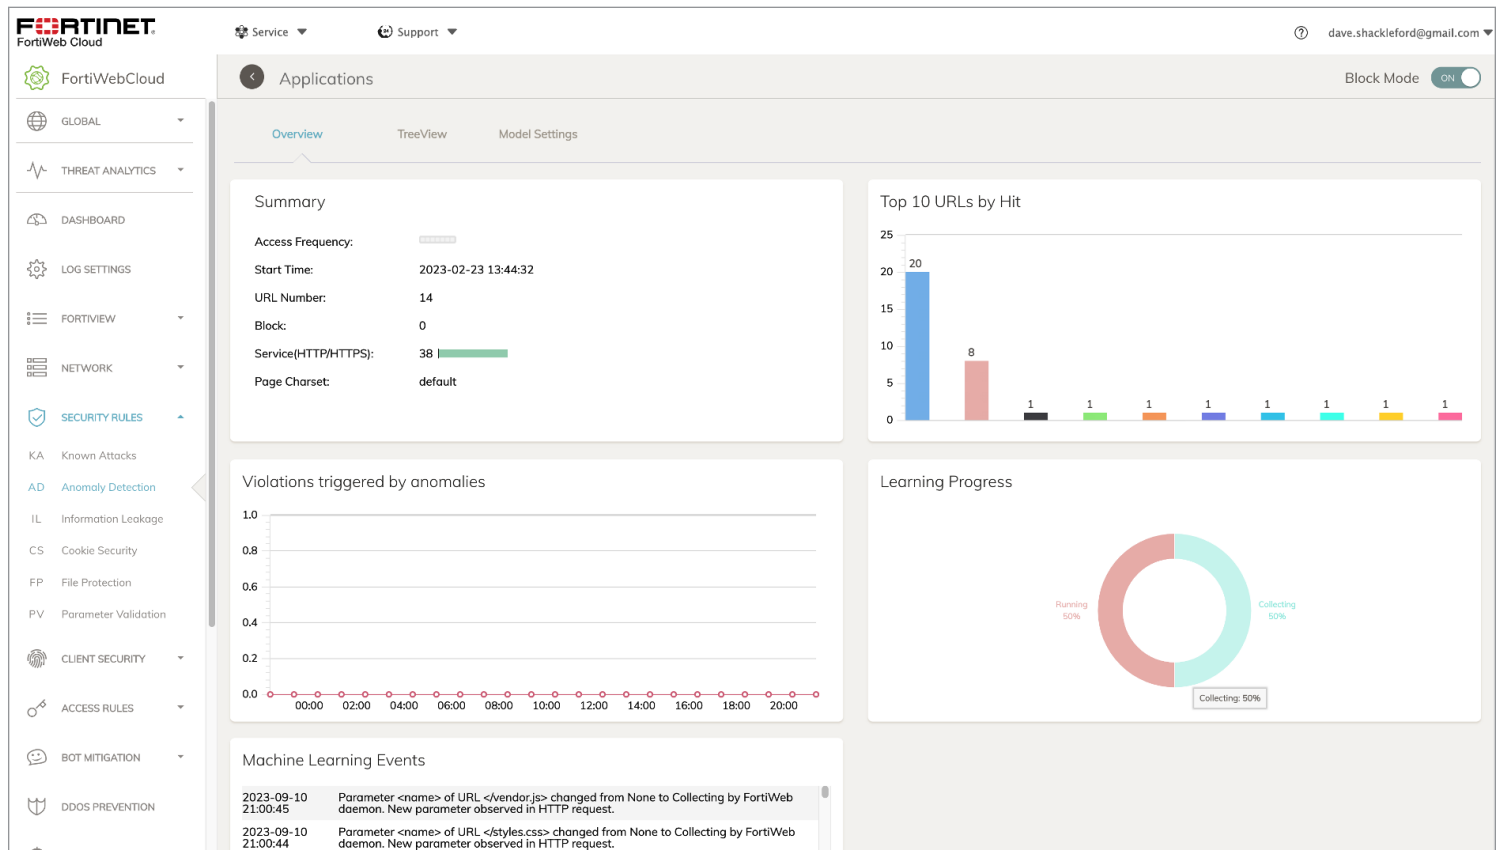 FORTINET
FortiWeb Cloud
Service
Support
dave.shackleford@gmail.com
FortiWebCloud
Applications
Block Mode
ON
GLOBAL
THREAT ANALYTICS
DASHBOARD
LOG SETTINGS
FORTIVIEW
NETWORK
SECURITY RULES
KA Known Attacks
AD Anomaly Detection
IL Information Leakage
CS Cookie Security
FP File Protection
PV Parameter Validation
CLIENT SECURITY
ACCESS RULES
BOT MITIGATION
DDOS PREVENTION
Overview
TreeView
Model Settings
Summary
Access Frequency:
Start Time: 2023-02-23 13:44:32
URL Number: 14
Block: 0
Service(HTTP/HTTPS): 38
Page Charset: default
Top 10 URLs by Hit
25
20
15
10
5
0
20
8
1
1
1
1
1
1
1
1
Violations triggered by anomalies
1.0
0.8
0.6
0.4
0.2
0.0
00:00
02:00
04:00
06:00
08:00
10:00
12:00
14:00
16:00
18:00
20:00
Learning Progress
Running
50%
Collecting
50%
Collecting: 50%
Machine Learning Events
2023-09-10
21:00:45
Parameter <name> of URL </vendor.js> changed from None to Collecting by FortiWeb
daemon. New parameter observed in HTTP request.
2023-09-10
21:00:44
Parameter <name> of URL </styles.css> changed from None to Collecting by FortiWeb
daemon. New parameter observed in HTTP request.